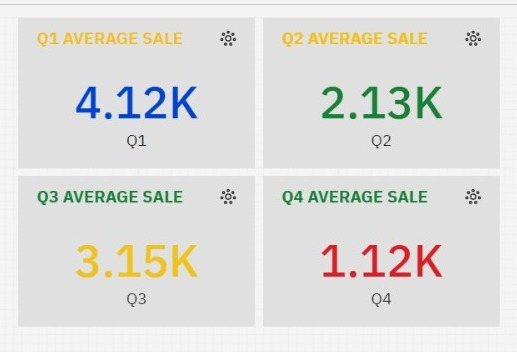 Q1 AVERAGE SALE
4.12K
Q1
Q2 AVERAGE SALE
2.13K
Q2
Q3 AVERAGE SALE
3.15K
Q3
Q4 AVERAGE SALE
1.12K
Q4